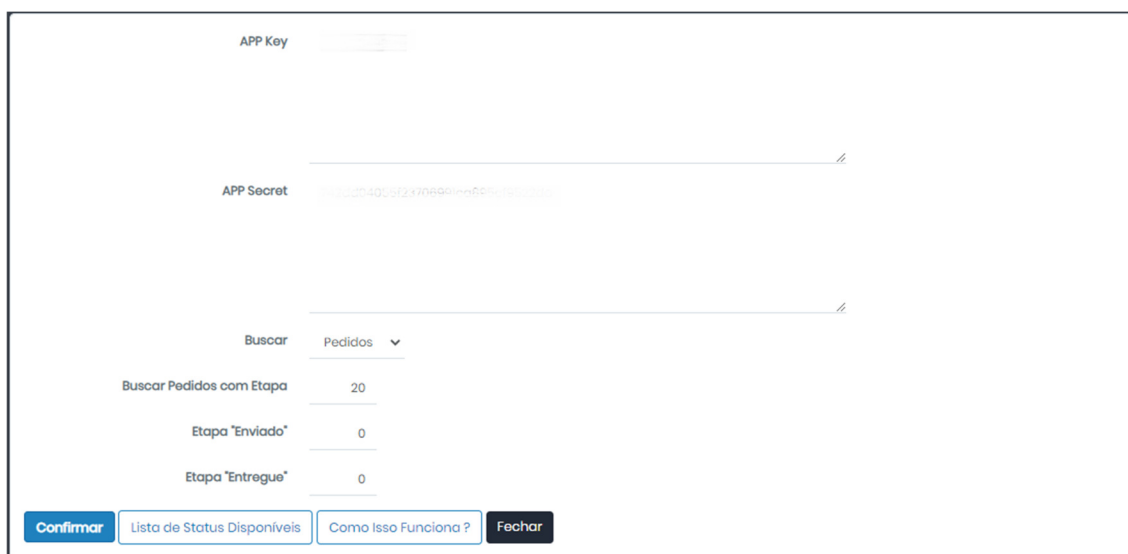 APP Key
APP Secret
Buscar Pedidos
Buscar Pedidos com Etapa 20
Etapa "Enviado" 0
Etapa "Entregue" 0
Confirmar Lista de Status Disponíveis Como Isso Funciona ? Fechar